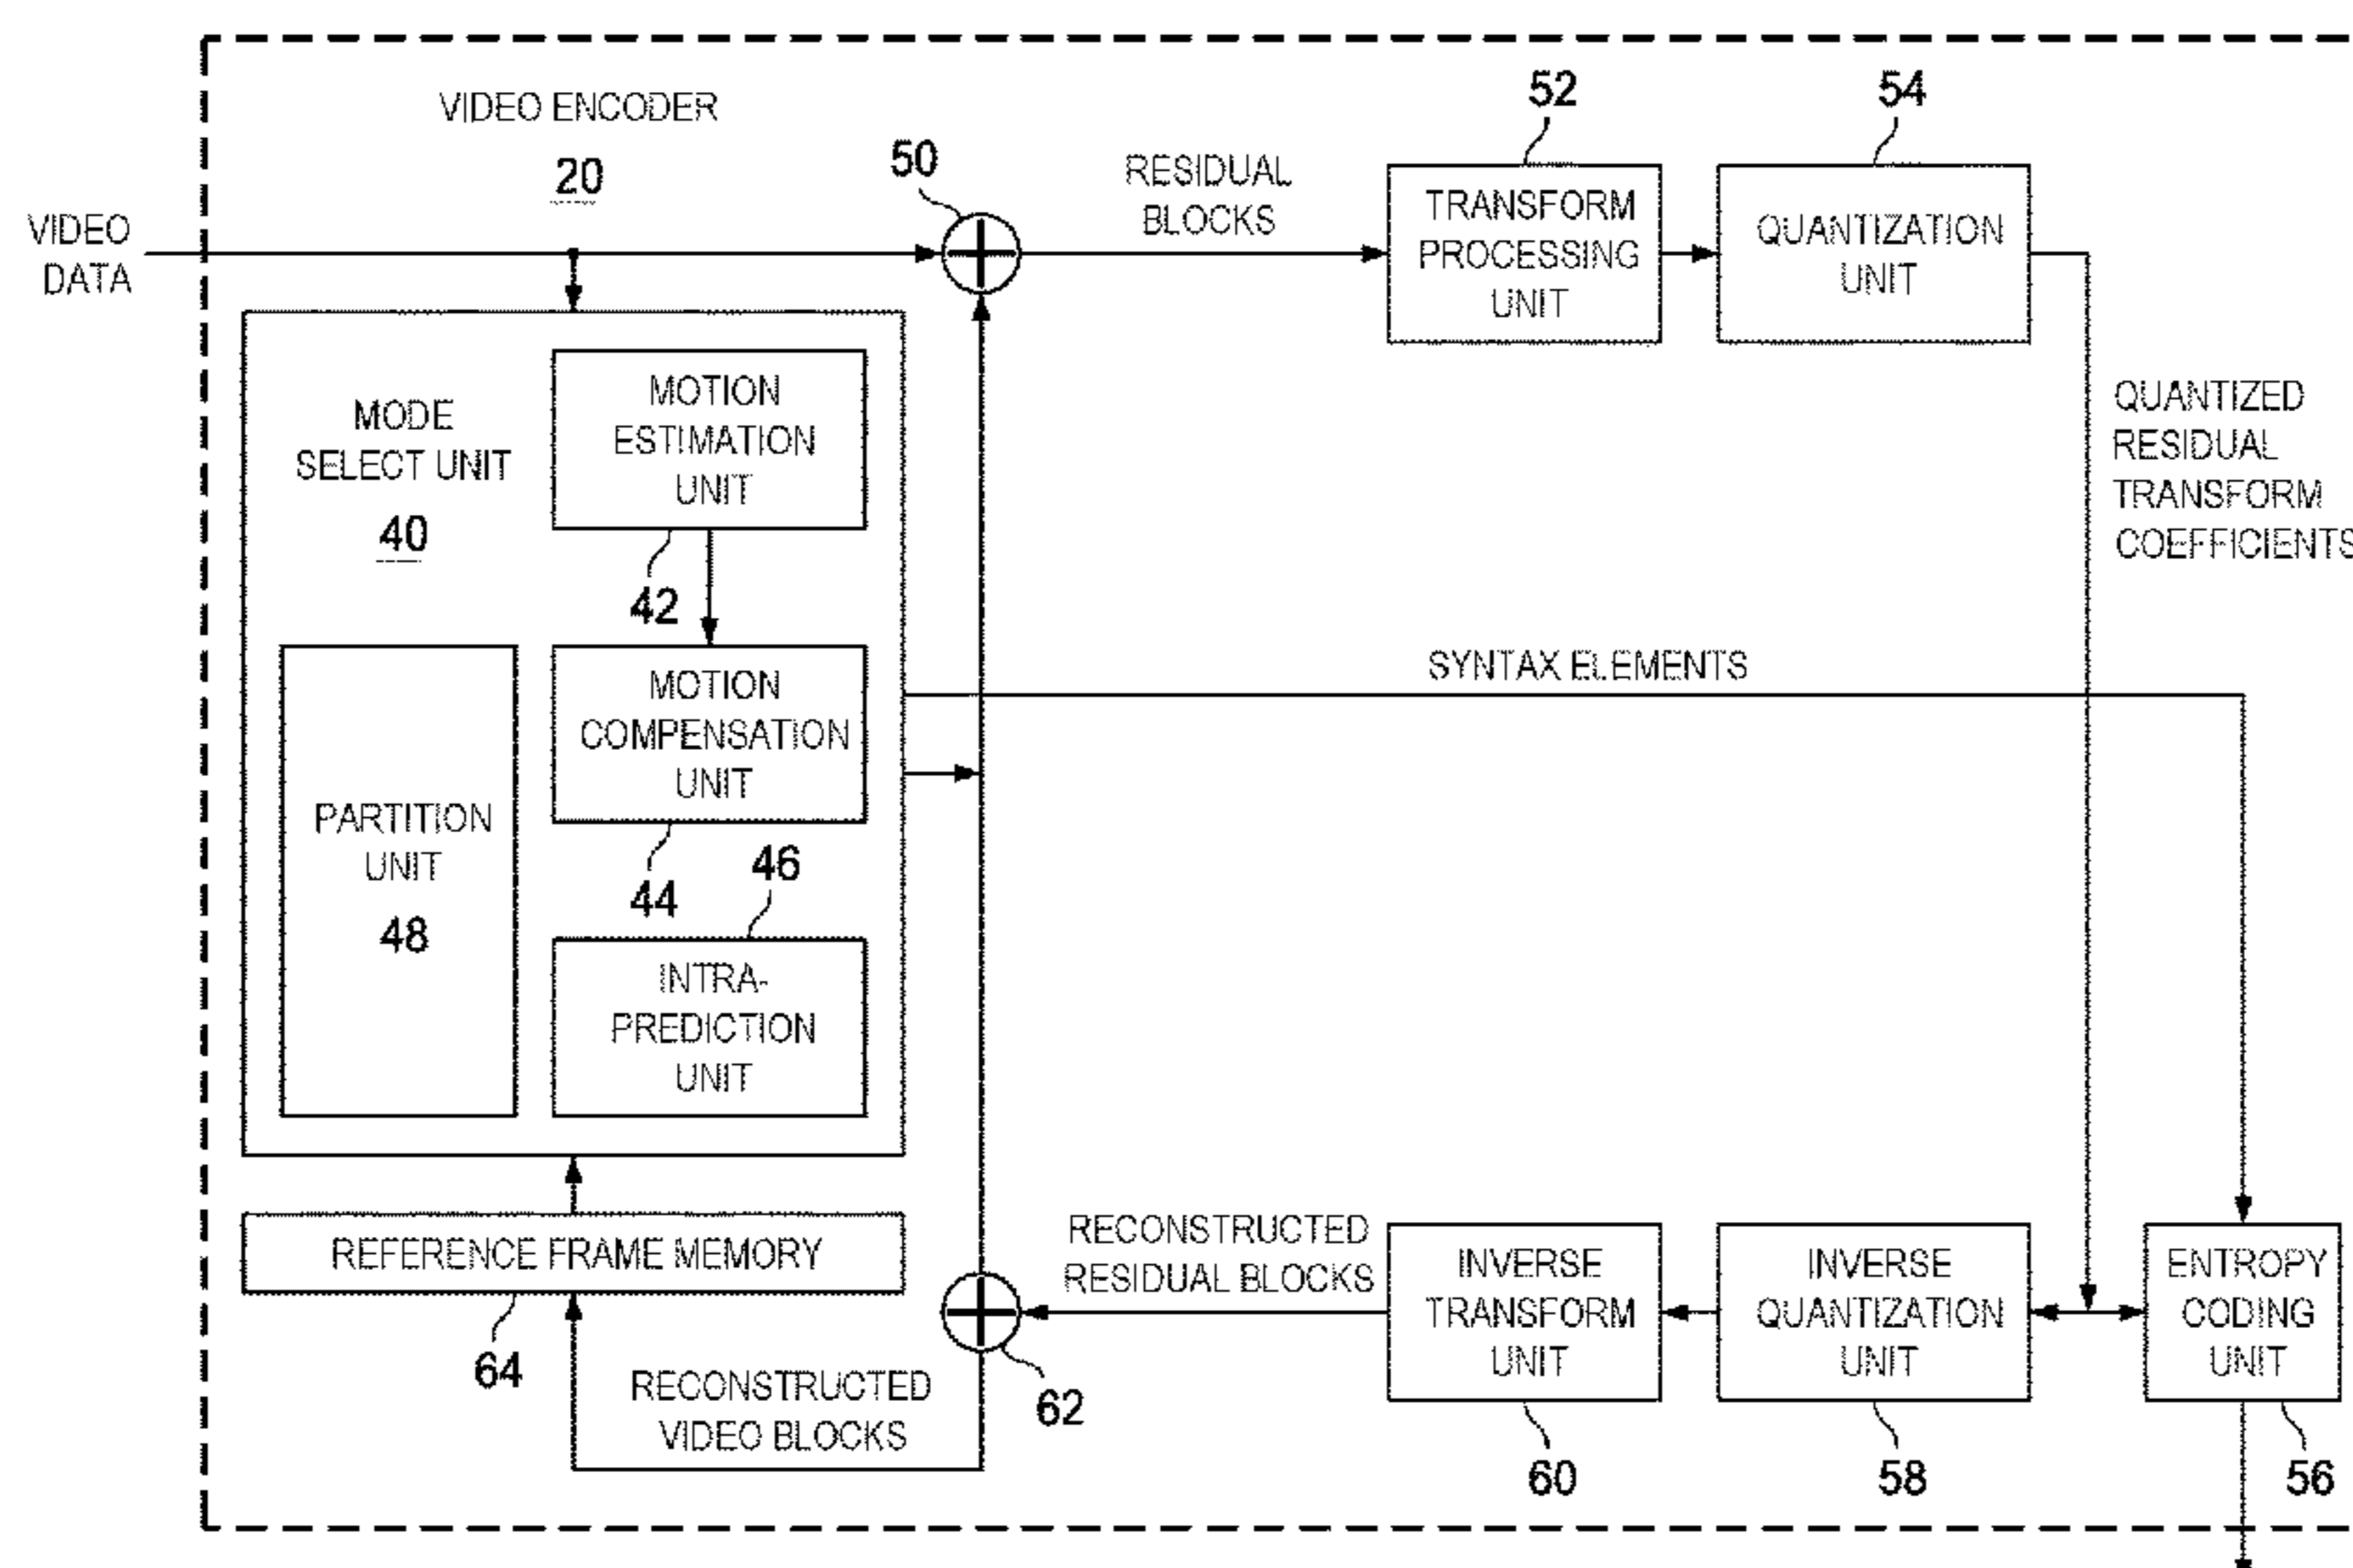 VIDEO ENCODER
20
VIDEO
DATA
50
RESIDUAL
BLOCKS
52
TRANSFORM
PROCESSING
UNIT
54
QUANTIZATION
UNIT
QUANTIZED
RESIDUAL
TRANSFORM
COEFFICIENTS
MODE
SELECT UNIT
40
MOTION
ESTIMATION
UNIT
42
MOTION
COMPENSATION
UNIT
44
PARTITION
UNIT
48
46
INTRA-
PREDICTION
UNIT
SYNTAX ELEMENTS
REFERENCE FRAME MEMORY
64
RECONSTRUCTED
VIDEO BLOCKS
62
RECONSTRUCTED
RESIDUAL BLOCKS
INVERSE
TRANSFORM
UNIT
60
INVERSE
QUANTIZATION
UNIT
58
ENTROPY
CODING
UNIT
56